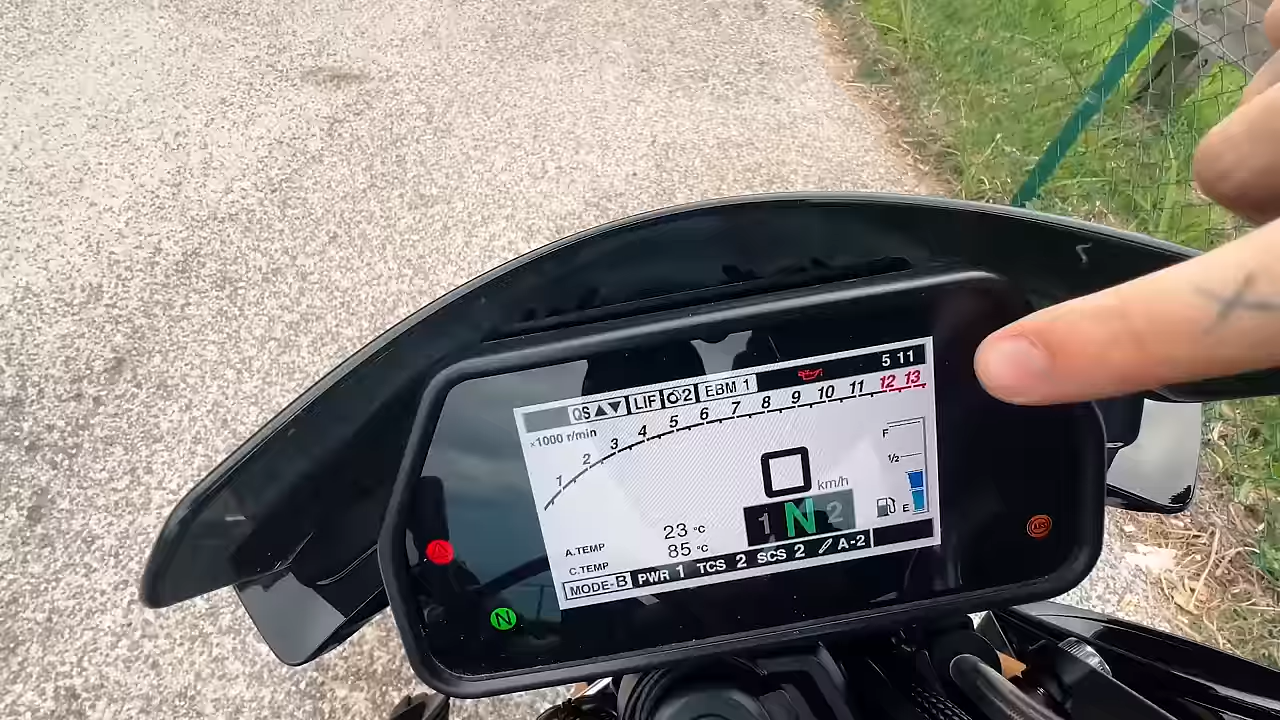 QS LIF 2 EBM 1 5 11
×1000 r/min 1 2 3 4 5 6 7 8 9 10 11 12 13
F
1/2
E
0 km/h
1 N 2
A.TEMP 23 °C
C.TEMP 85 °C
MODE-B PWR 1 TCS 2 SCS 2 A-2
N